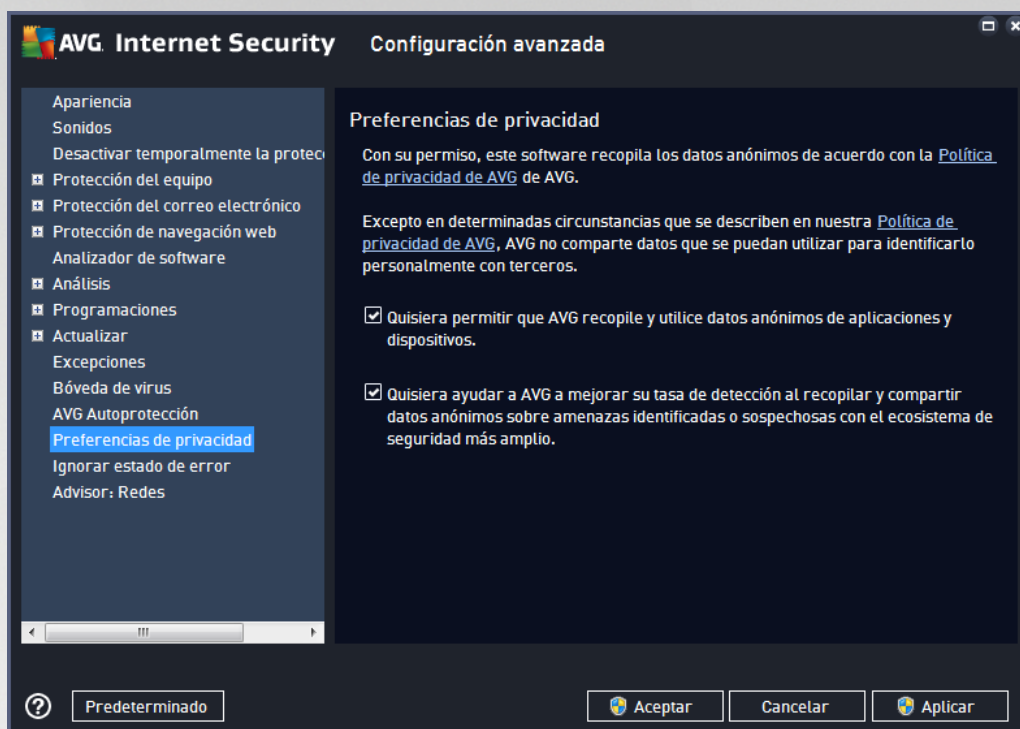 AVG. Internet Security
Configuración avanzada
Apariencia
Sonidos
Desactivar temporalmente la protec
Protección del equipo
Protección del correo electrónico
Protección de navegación web
Analizador de software
Análisis
Programaciones
Actualizar
Excepciones
Bóveda de virus
AVG Autoprotección
Preferencias de privacidad
Ignorar estado de error
Advisor: Redes
Preferencias de privacidad
Con su permiso, este software recopila los datos anónimos de acuerdo con la Política
de privacidad de AVG de AVG.
Excepto en determinadas circunstancias que se describen en nuestra Política de
privacidad de AVG, AVG no comparte datos que se puedan utilizar para identificarlo
personalmente con terceros.
Quisiera permitir que AVG recopile y utilice datos anónimos de aplicaciones y
dispositivos.
Quisiera ayudar a AVG a mejorar su tasa de detección al recopilar y compartir
datos anónimos sobre amenazas identificadas o sospechosas con el ecosistema de
seguridad más amplio.
?
Predeterminado
Aceptar
Cancelar
Aplicar